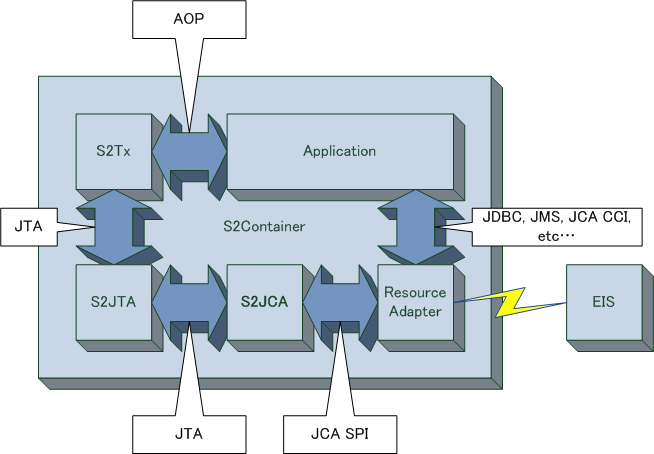 AOP
S2Tx
Application
JTA
S2Container
JDBC, JMS, JCA CCI,
etc…
S2JTA
S2JCA
Resource
Adapter
EIS
JTA
JCA SPI